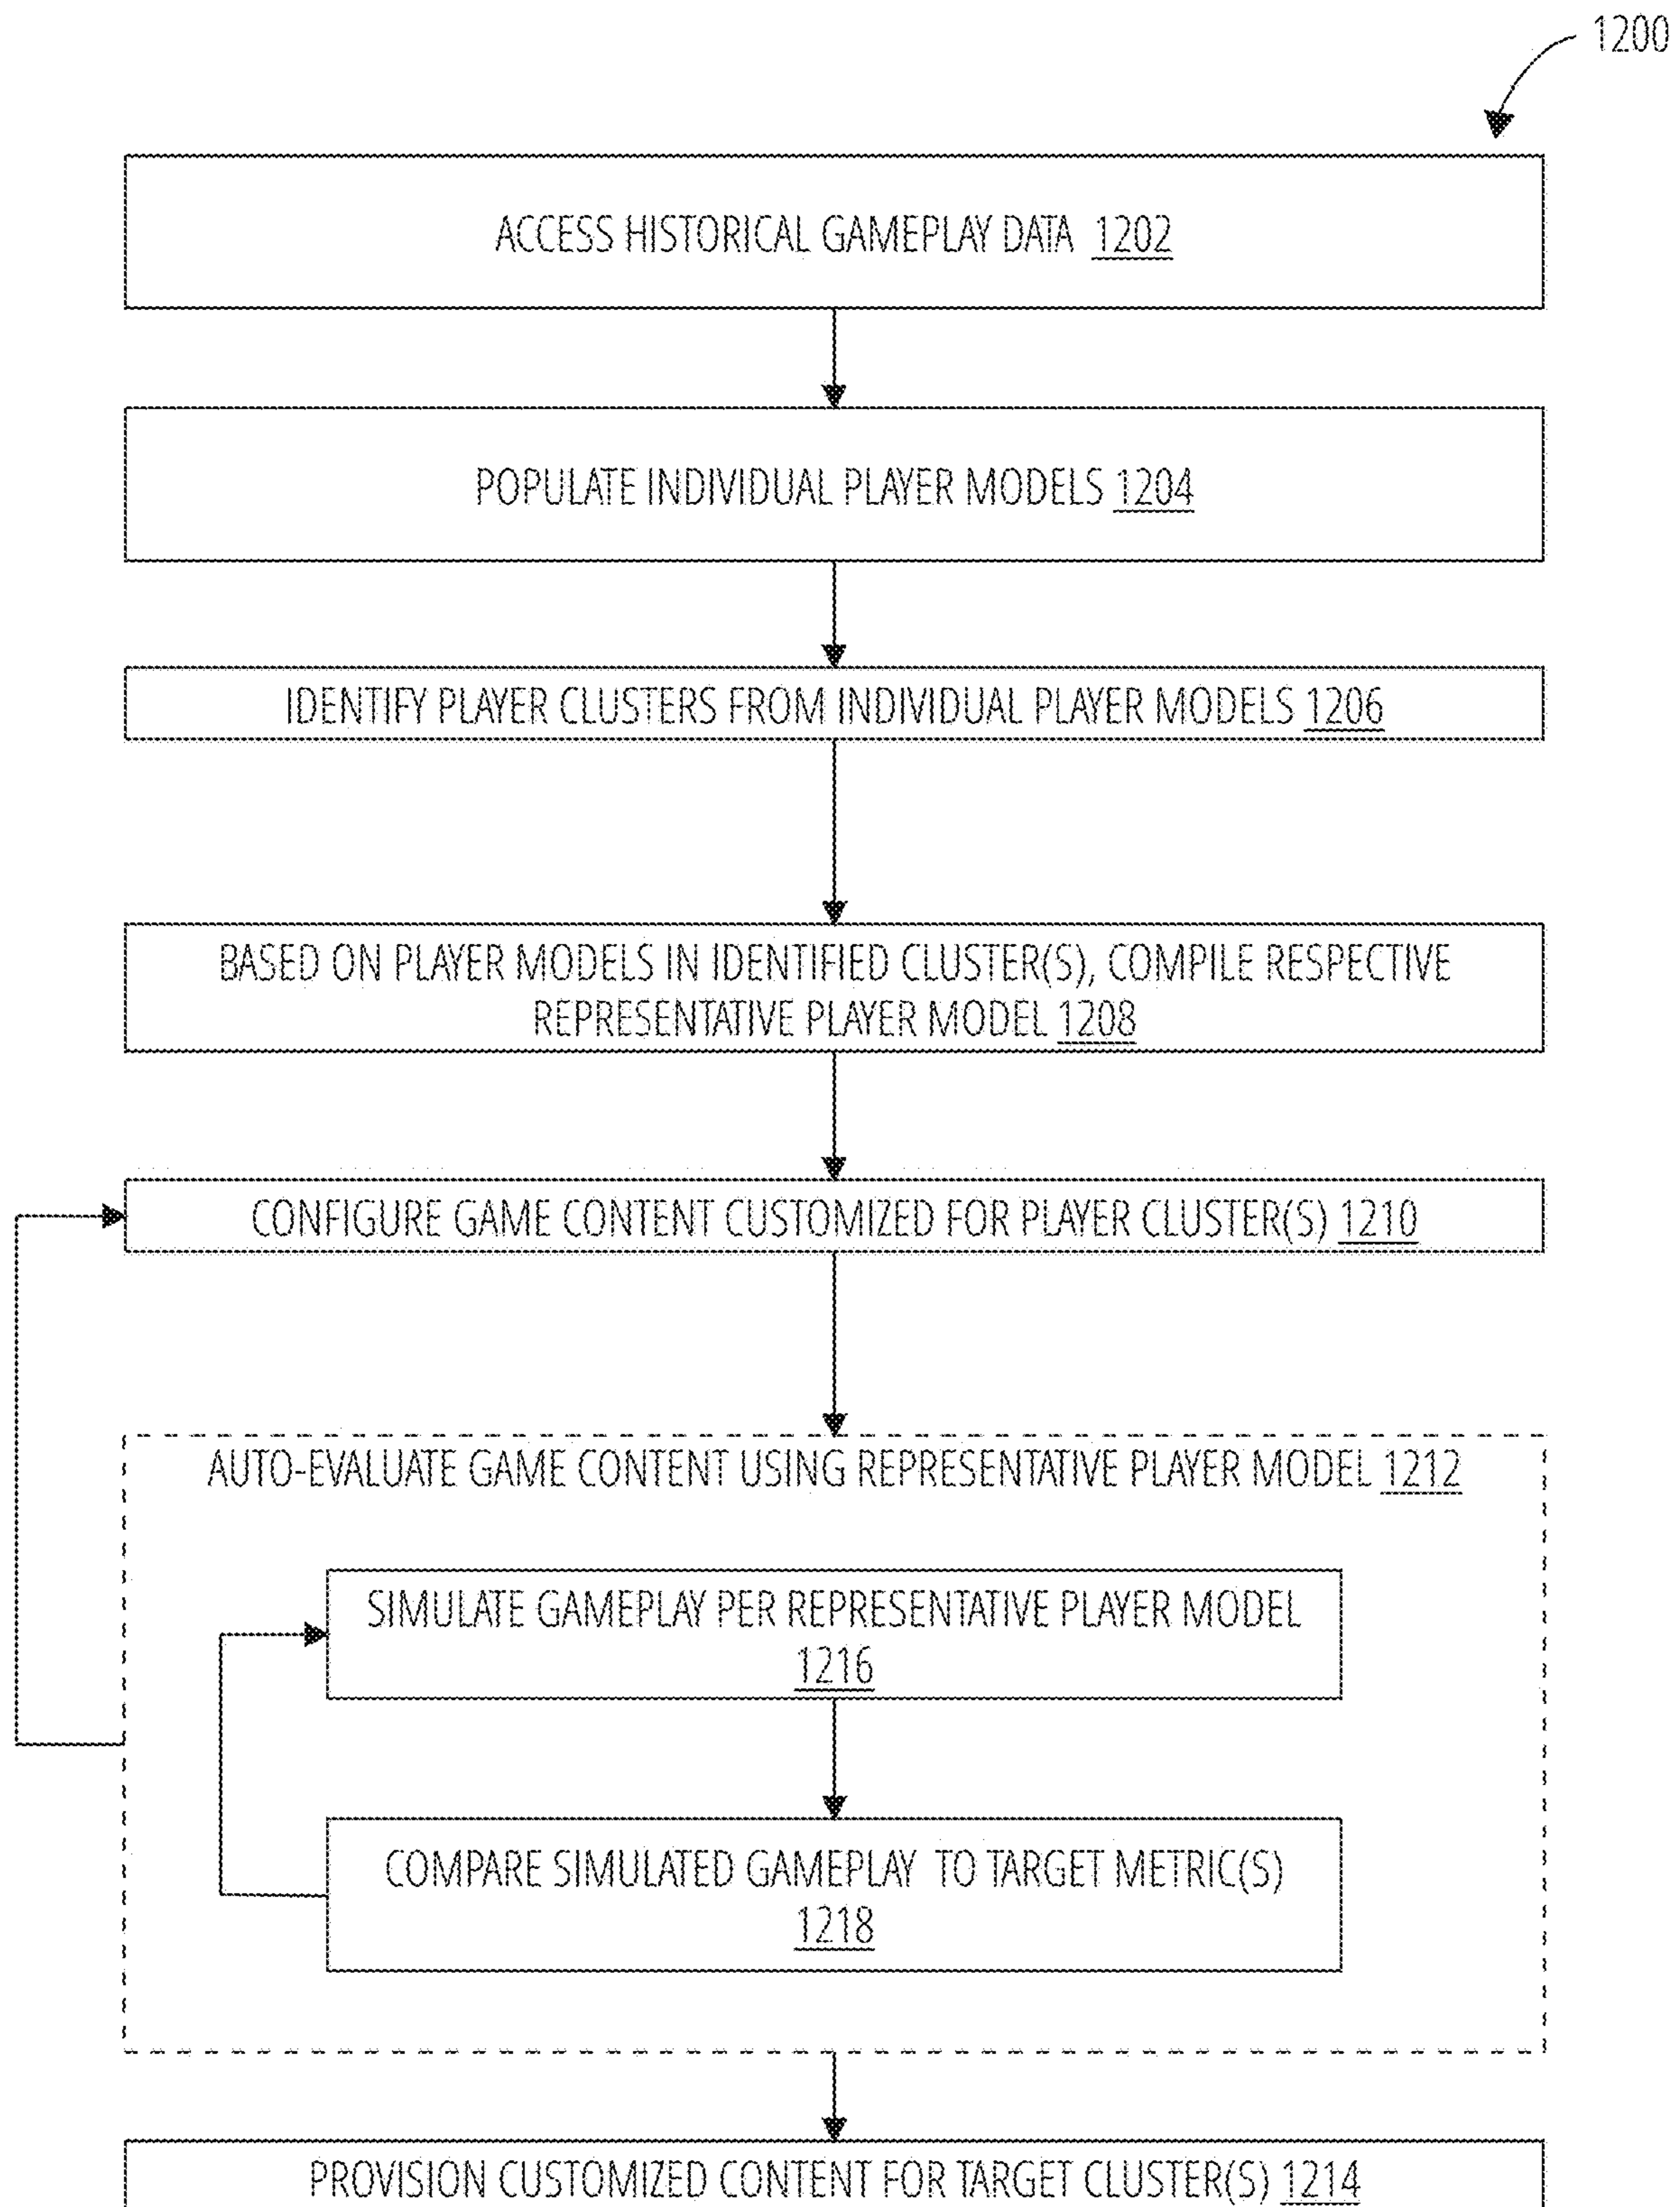 1200
ACCESS HISTORICAL GAMEPLAY DATA 1202
POPULATE INDIVIDUAL PLAYER MODELS 1204
IDENTIFY PLAYER CLUSTERS FROM INDIVIDUAL PLAYER MODELS 1206
BASED ON PLAYER MODELS IN IDENTIFIED CLUSTER(S), COMPILE RESPECTIVE
REPRESENTATIVE PLAYER MODEL 1208
CONFIGURE GAME CONTENT CUSTOMIZED FOR PLAYER CLUSTER(S) 1210
AUTO-EVALUATE GAME CONTENT USING REPRESENTATIVE PLAYER MODEL 1212
SIMULATE GAMEPLAY PER REPRESENTATIVE PLAYER MODEL
1216
COMPARE SIMULATED GAMEPLAY TO TARGET METRIC(S)
1218
PROVISION CUSTOMIZED CONTENT FOR TARGET CLUSTER(S) 1214